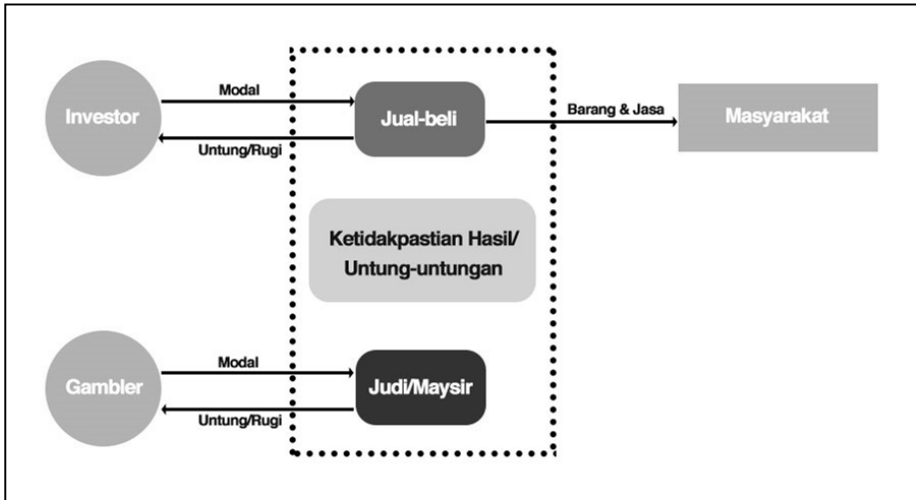 Investor
Modal
Untung/Rugi
Jual-beli
Barang & Jasa
Masyarakat
Ketidakpastian Hasil/
Untung-untungan
Gambler
Modal
Untung/Rugi
Judi/Maysir